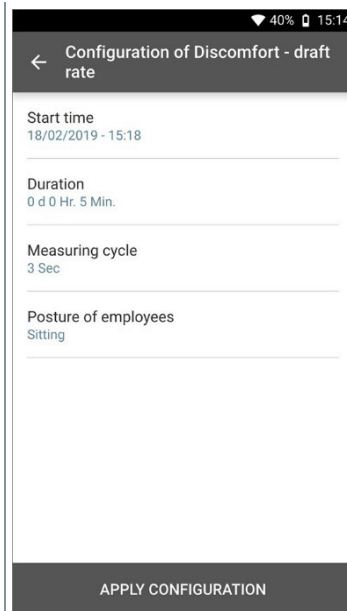 40% 15:14
Configuration of Discomfort - draft
rate
Start time
18/02/2019 - 15:18
Duration
0 d 0 Hr. 5 Min.
Measuring cycle
3 Sec
Posture of employees
Sitting
APPLY CONFIGURATION